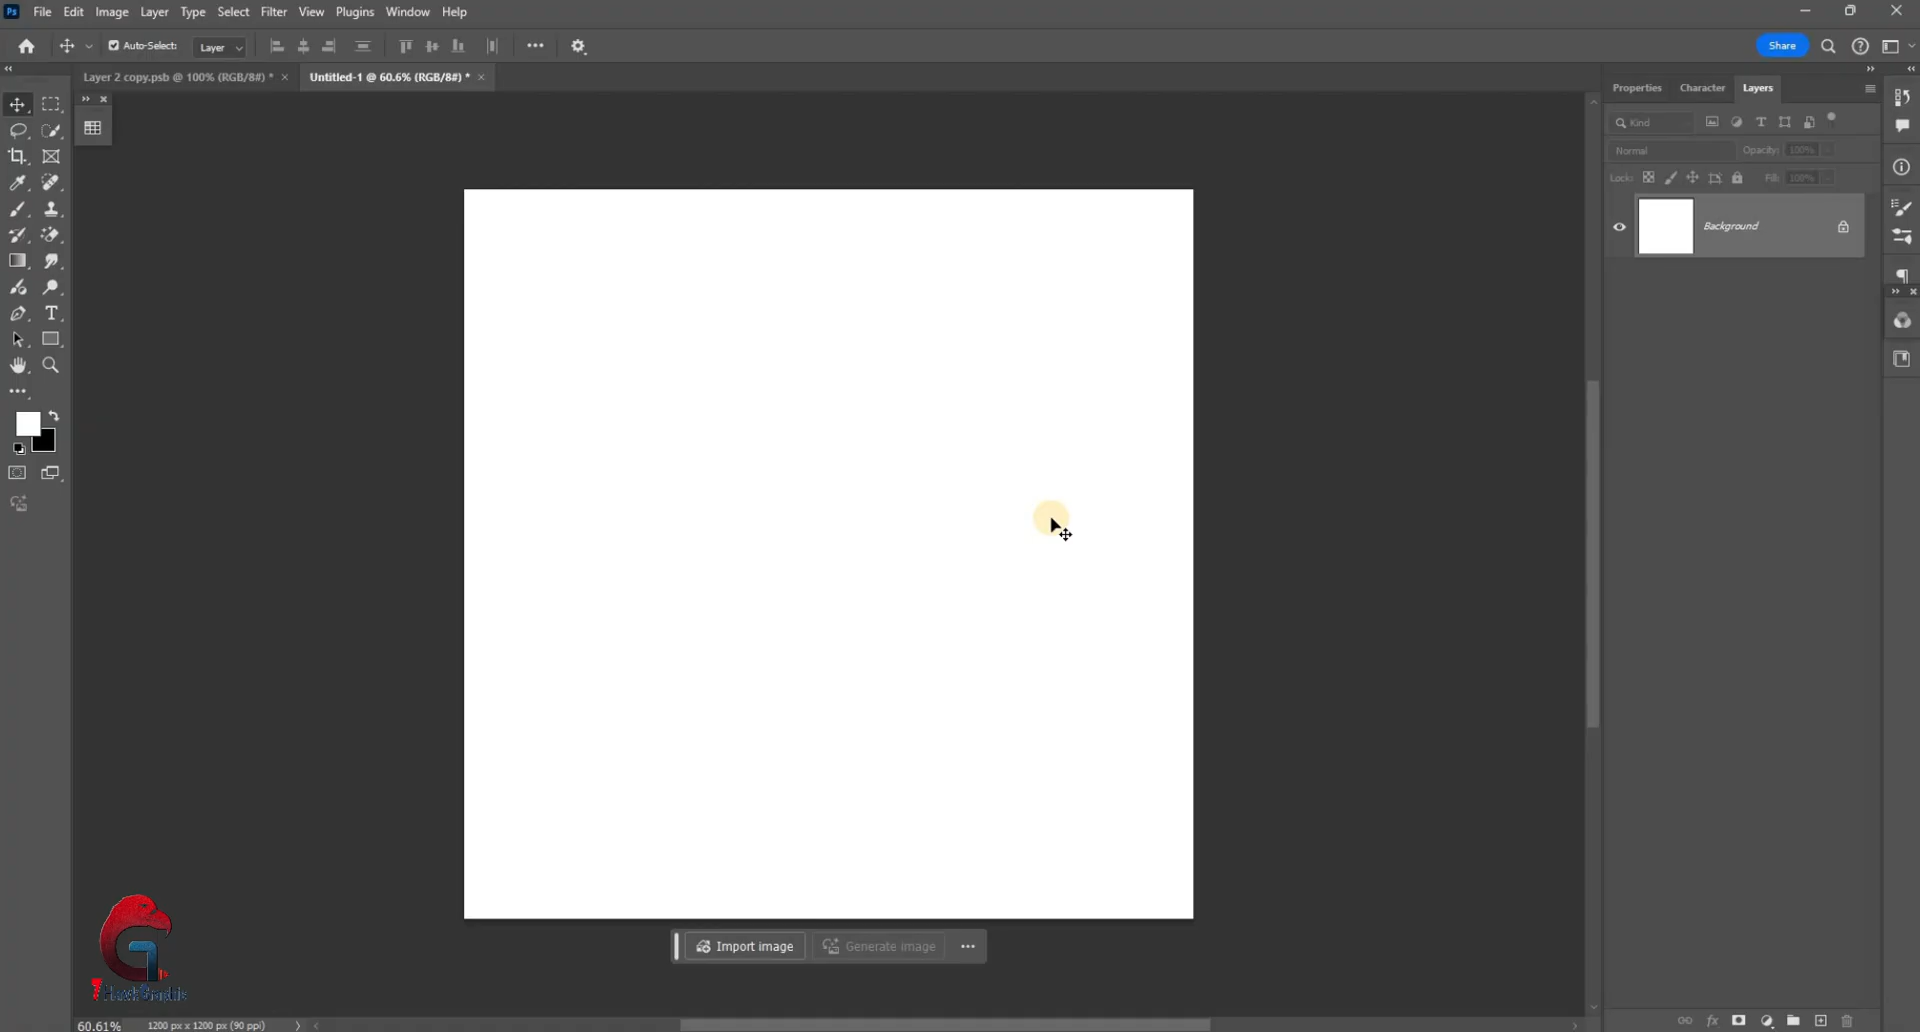 Ps File Edit Image Layer Type Select Filter View Plugins Window Help
Auto-Select: Layer Share
Layer 2 copy.psb @ 100% (RGB/8#) * Untitled-1 @ 60.6% (RGB/8#) *
Properties Character Layers
Kind
Normal Opacity: 100%
Lock: Fill: 100%
Background
Import image Generate image
HawkGraphic
60.61% 1200 px x 1200 px (90 ppi)